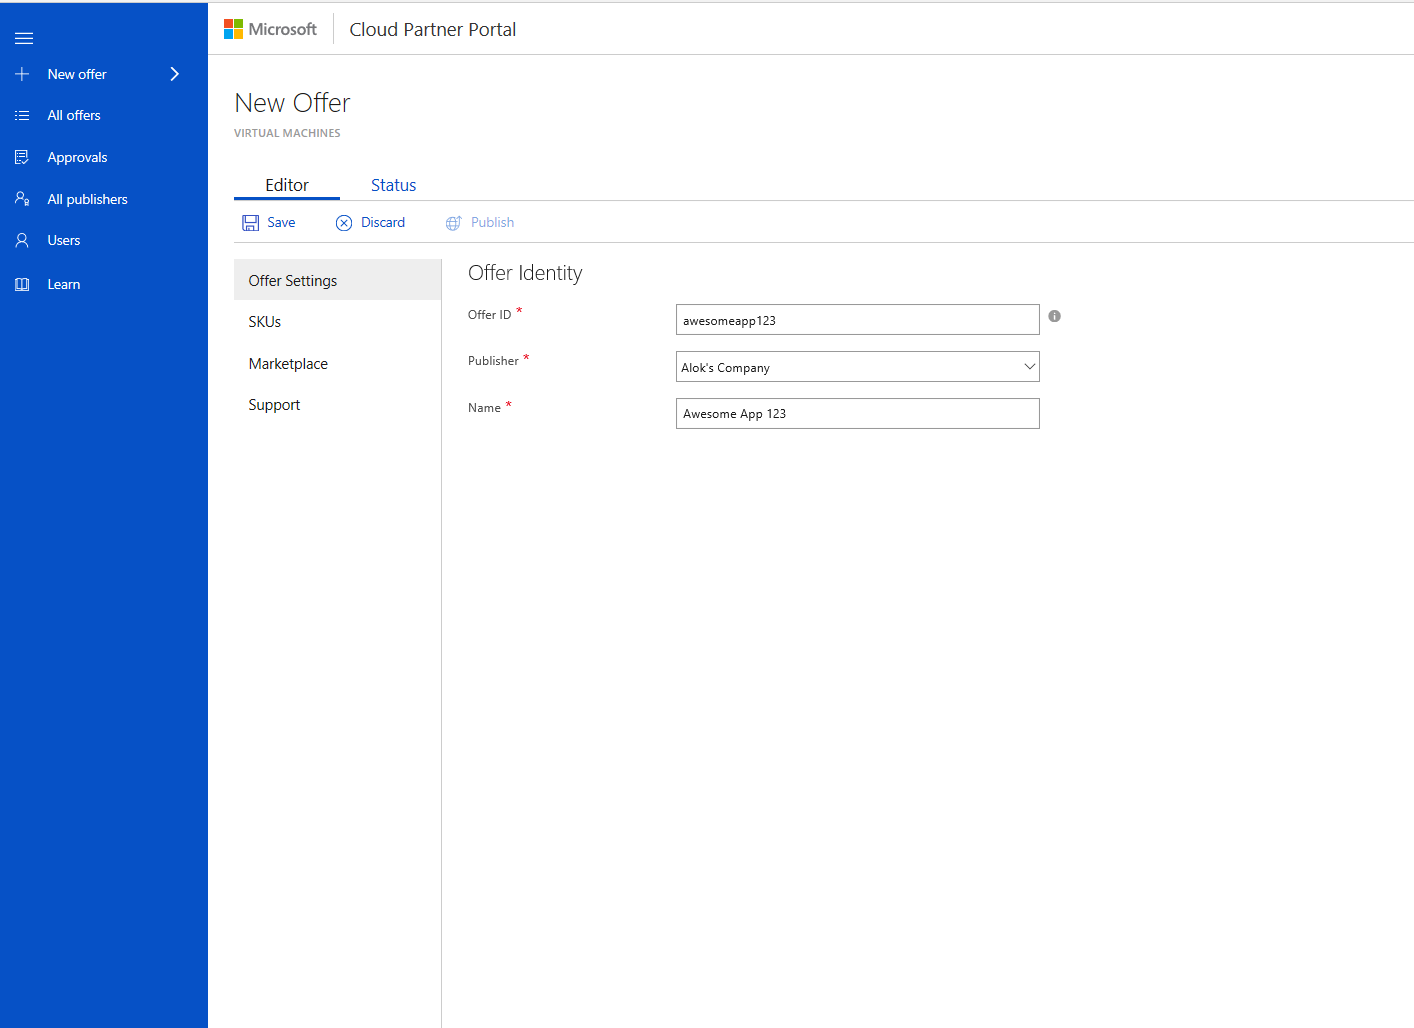 Microsoft
Cloud Partner Portal
New offer
All offers
Approvals
All publishers
Users
Learn
New Offer
VIRTUAL MACHINES
Editor
Status
Save
Discard
Publish
Offer Settings
SKUs
Marketplace
Support
Offer Identity
Offer ID *
awesomeapp123
Publisher *
Alok's Company
Name *
Awesome App 123